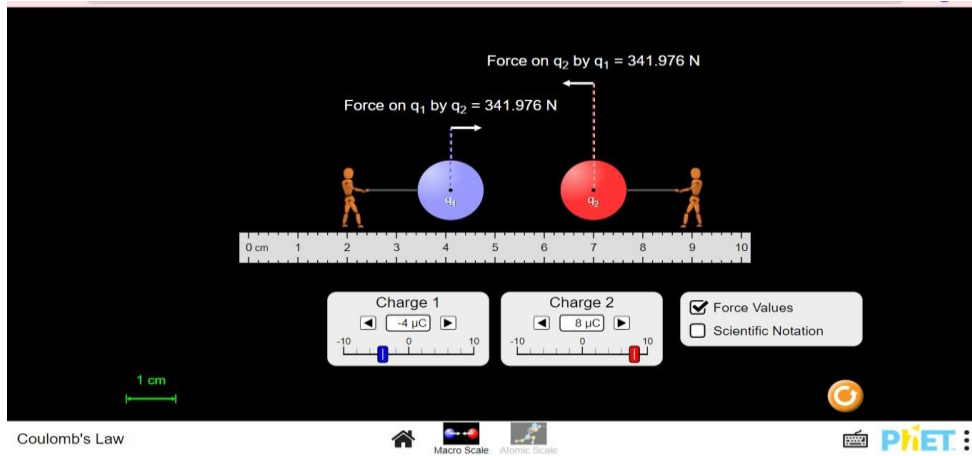 Force on q₂ by q₁ = 341.976 N
Force on q₁ by q₂ = 341.976 N
q₁
q₂
0 cm 1 2 3 4 5 6 7 8 9 10
Charge 1
-4 μC
-10 0 10
Charge 2
8 μC
-10 0 10
Force Values
Scientific Notation
1 cm
Coulomb's Law
Macro Scale
Atomic Scale
PhET